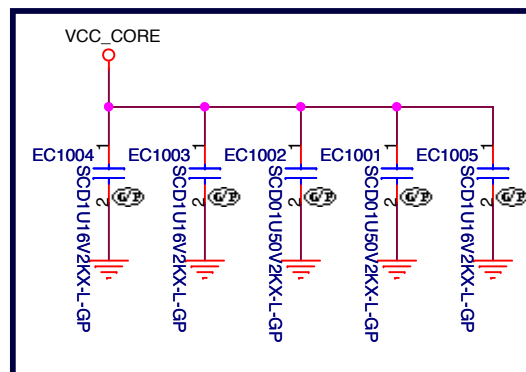 VCC_CORE
EC1004
1
2
SCD1U16V2KX-L-GP
G/P
EC1003
1
2
SCD1U16V2KX-L-GP
G/P
EC1002
1
2
SCD01U50V2KX-L-GP
G/P
EC1001
1
2
SCD01U50V2KX-L-GP
G/P
EC1005
1
2
SCD1U16V2KX-L-GP
G/P